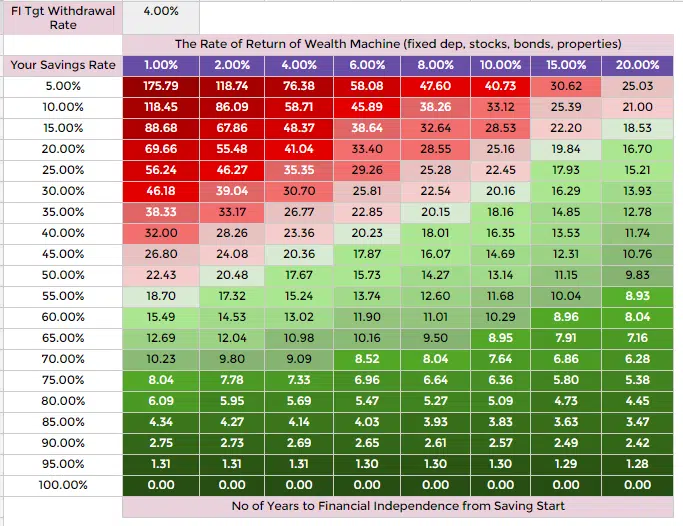 FI Tgt Withdrawal Rate 4.00%
The Rate of Return of Wealth Machine (fixed dep, stocks, bonds, properties)
Your Savings Rate 1.00% 2.00% 4.00% 6.00% 8.00% 10.00% 15.00% 20.00%
5.00% 175.79 118.74 76.38 58.08 47.60 40.73 30.62 25.03
10.00% 118.45 86.09 58.71 45.89 38.26 33.12 25.39 21.00
15.00% 88.68 67.86 48.37 38.64 32.64 28.53 22.20 18.53
20.00% 69.66 55.48 41.04 33.40 28.55 25.16 19.84 16.70
25.00% 56.24 46.27 35.35 29.26 25.28 22.45 17.93 15.21
30.00% 46.18 39.04 30.70 25.81 22.54 20.16 16.29 13.93
35.00% 38.33 33.17 26.77 22.85 20.15 18.16 14.85 12.78
40.00% 32.00 28.26 23.36 20.23 18.01 16.35 13.53 11.74
45.00% 26.80 24.08 20.36 17.87 16.07 14.69 12.31 10.76
50.00% 22.43 20.48 17.67 15.73 14.27 13.14 11.15 9.83
55.00% 18.70 17.32 15.24 13.74 12.60 11.68 10.04 8.93
60.00% 15.49 14.53 13.02 11.90 11.01 10.29 8.96 8.04
65.00% 12.69 12.04 10.98 10.16 9.50 8.95 7.91 7.16
70.00% 10.23 9.80 9.09 8.52 8.04 7.64 6.86 6.28
75.00% 8.04 7.78 7.33 6.96 6.64 6.36 5.80 5.38
80.00% 6.09 5.95 5.69 5.47 5.27 5.09 4.73 4.45
85.00% 4.34 4.27 4.14 4.03 3.93 3.83 3.63 3.47
90.00% 2.75 2.73 2.69 2.65 2.61 2.57 2.49 2.42
95.00% 1.31 1.31 1.31 1.30 1.30 1.30 1.29 1.28
100.00% 0.00 0.00 0.00 0.00 0.00 0.00 0.00 0.00
No of Years to Financial Independence from Saving Start